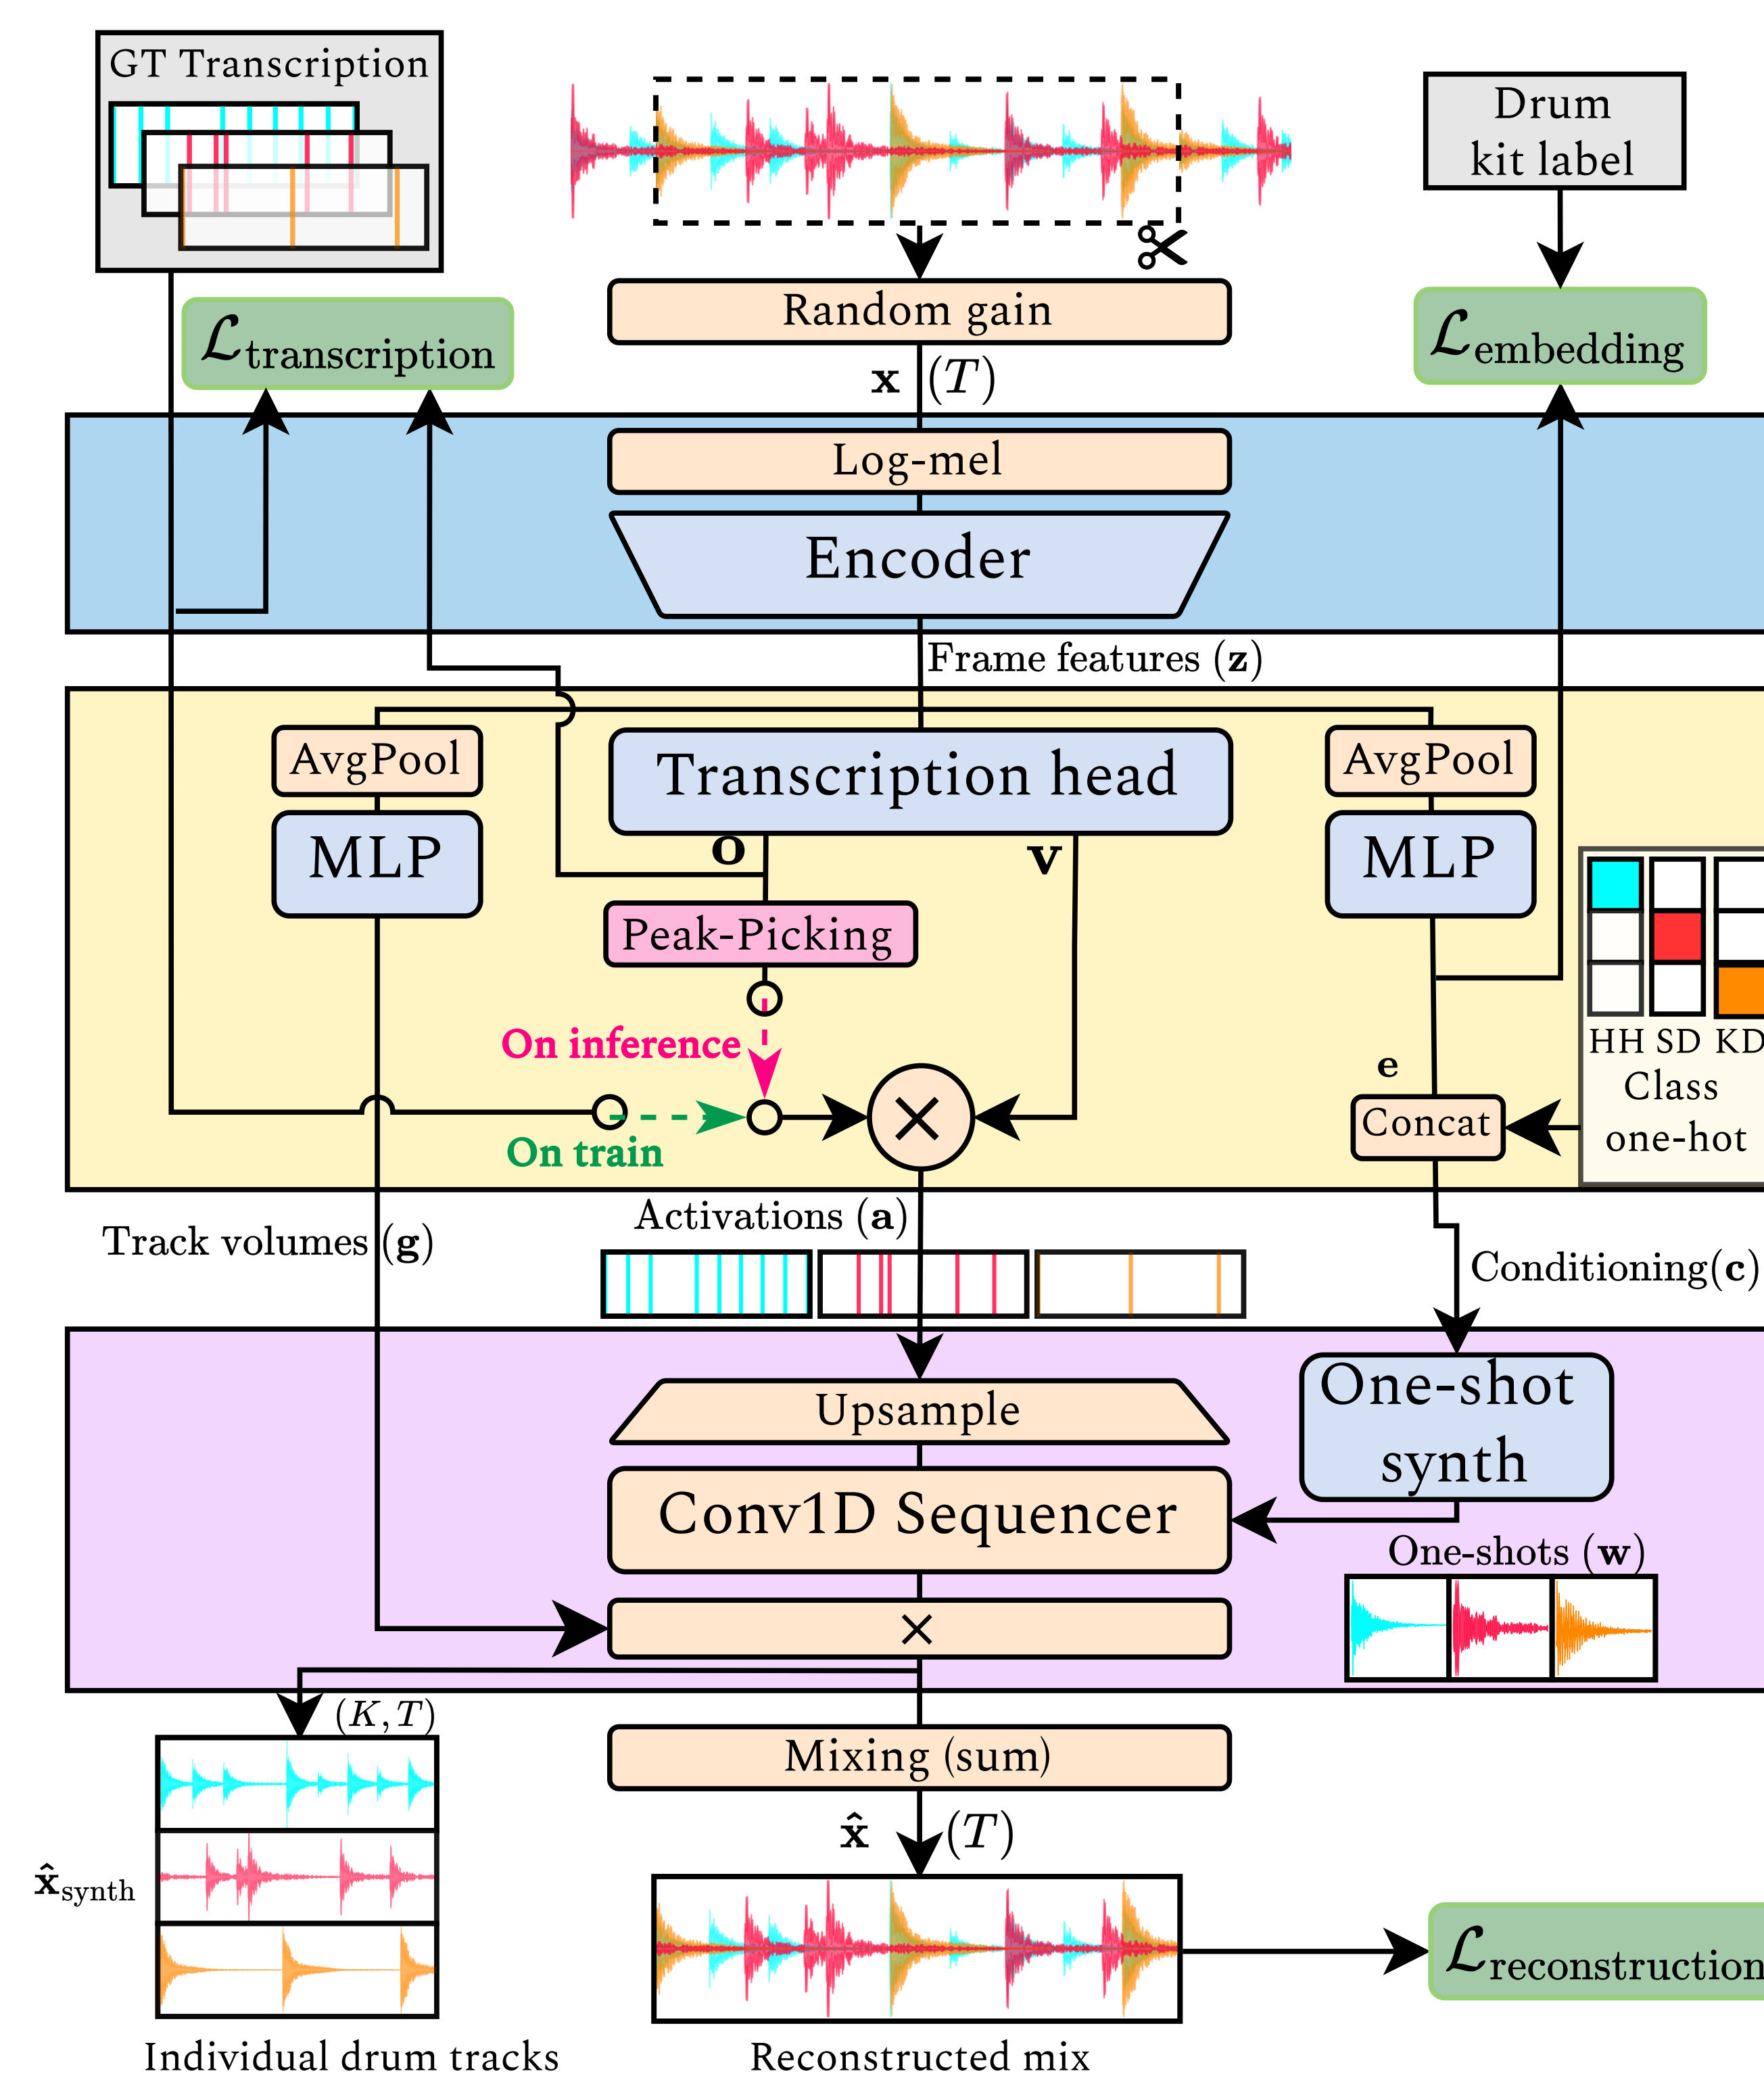 GT Transcription
Drum
kit label
Random gain
ℒtranscription
ℒembedding
x (T)
Log-mel
Encoder
Frame features (z)
AvgPool
Transcription head
AvgPool
MLP
o
v
MLP
Peak-Picking
On inference
HH SD KD
Class
one-hot
e
Concat
×
On train
Activations (a)
Track volumes (g)
Conditioning(c)
One-shot
synth
Upsample
Conv1D Sequencer
One-shots (w)
×
(K, T)
Mixing (sum)
x̂ (T)
x̂synth
ℒreconstruction
Individual drum tracks
Reconstructed mix